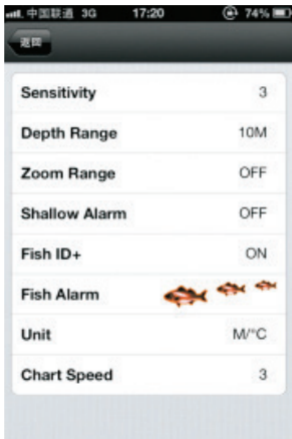 中国联通 3G 17:20 74%
返回
Sensitivity 3
Depth Range 10M
Zoom Range OFF
Shallow Alarm OFF
Fish ID+ ON
Fish Alarm
Unit M/°C
Chart Speed 3